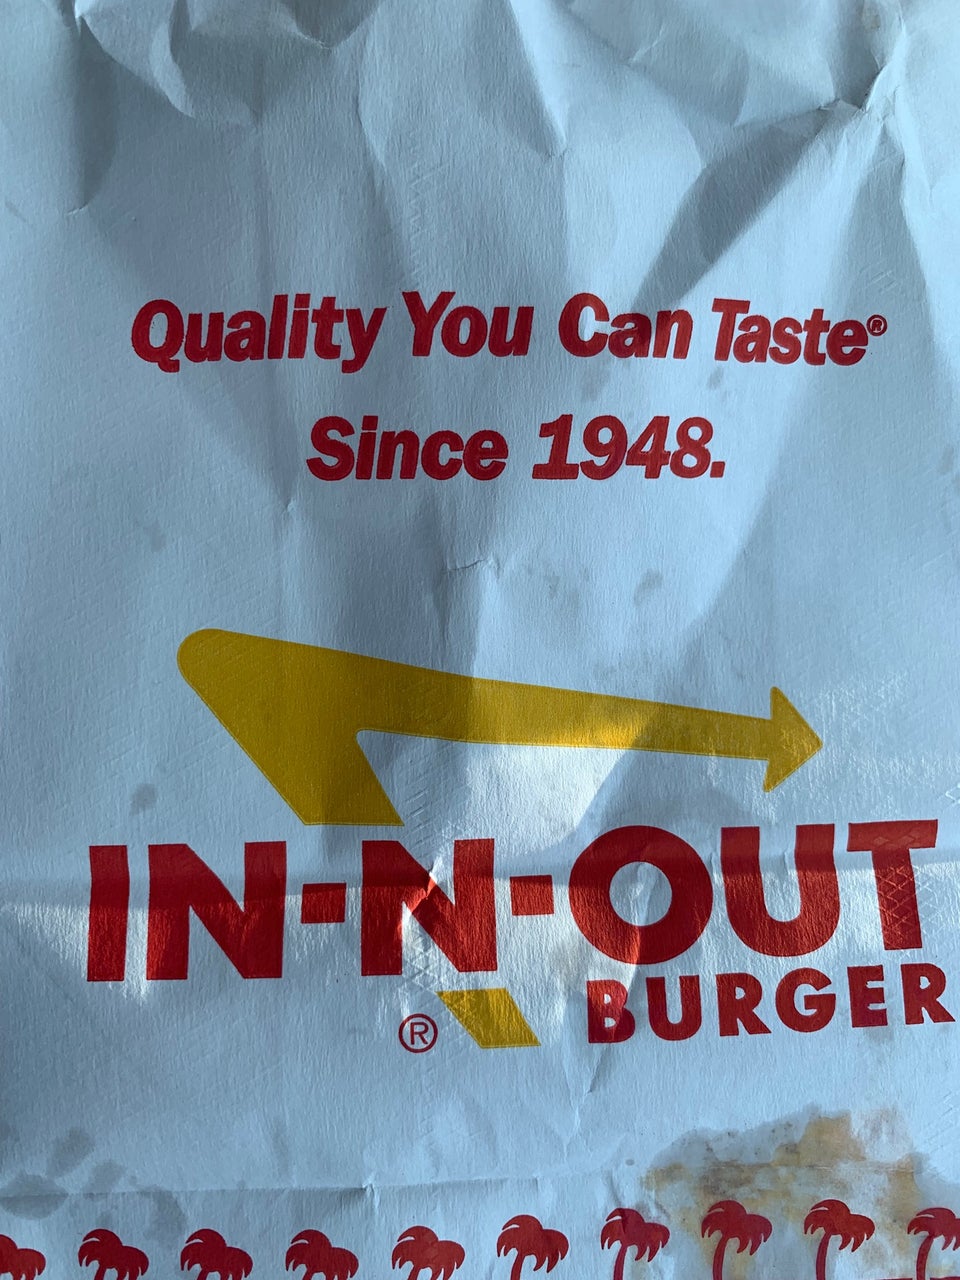 Quality You Can Taste®
Since 1948.
IN-N-OUT
BURGER
®